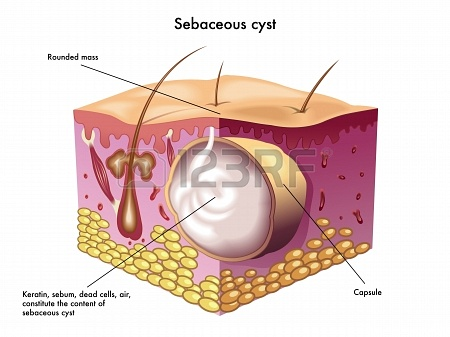 Sebaceous cyst
Rounded mass
123RF
Keratin, sebum, dead cells, air,
constitute the content of
sebaceous cyst
Capsule